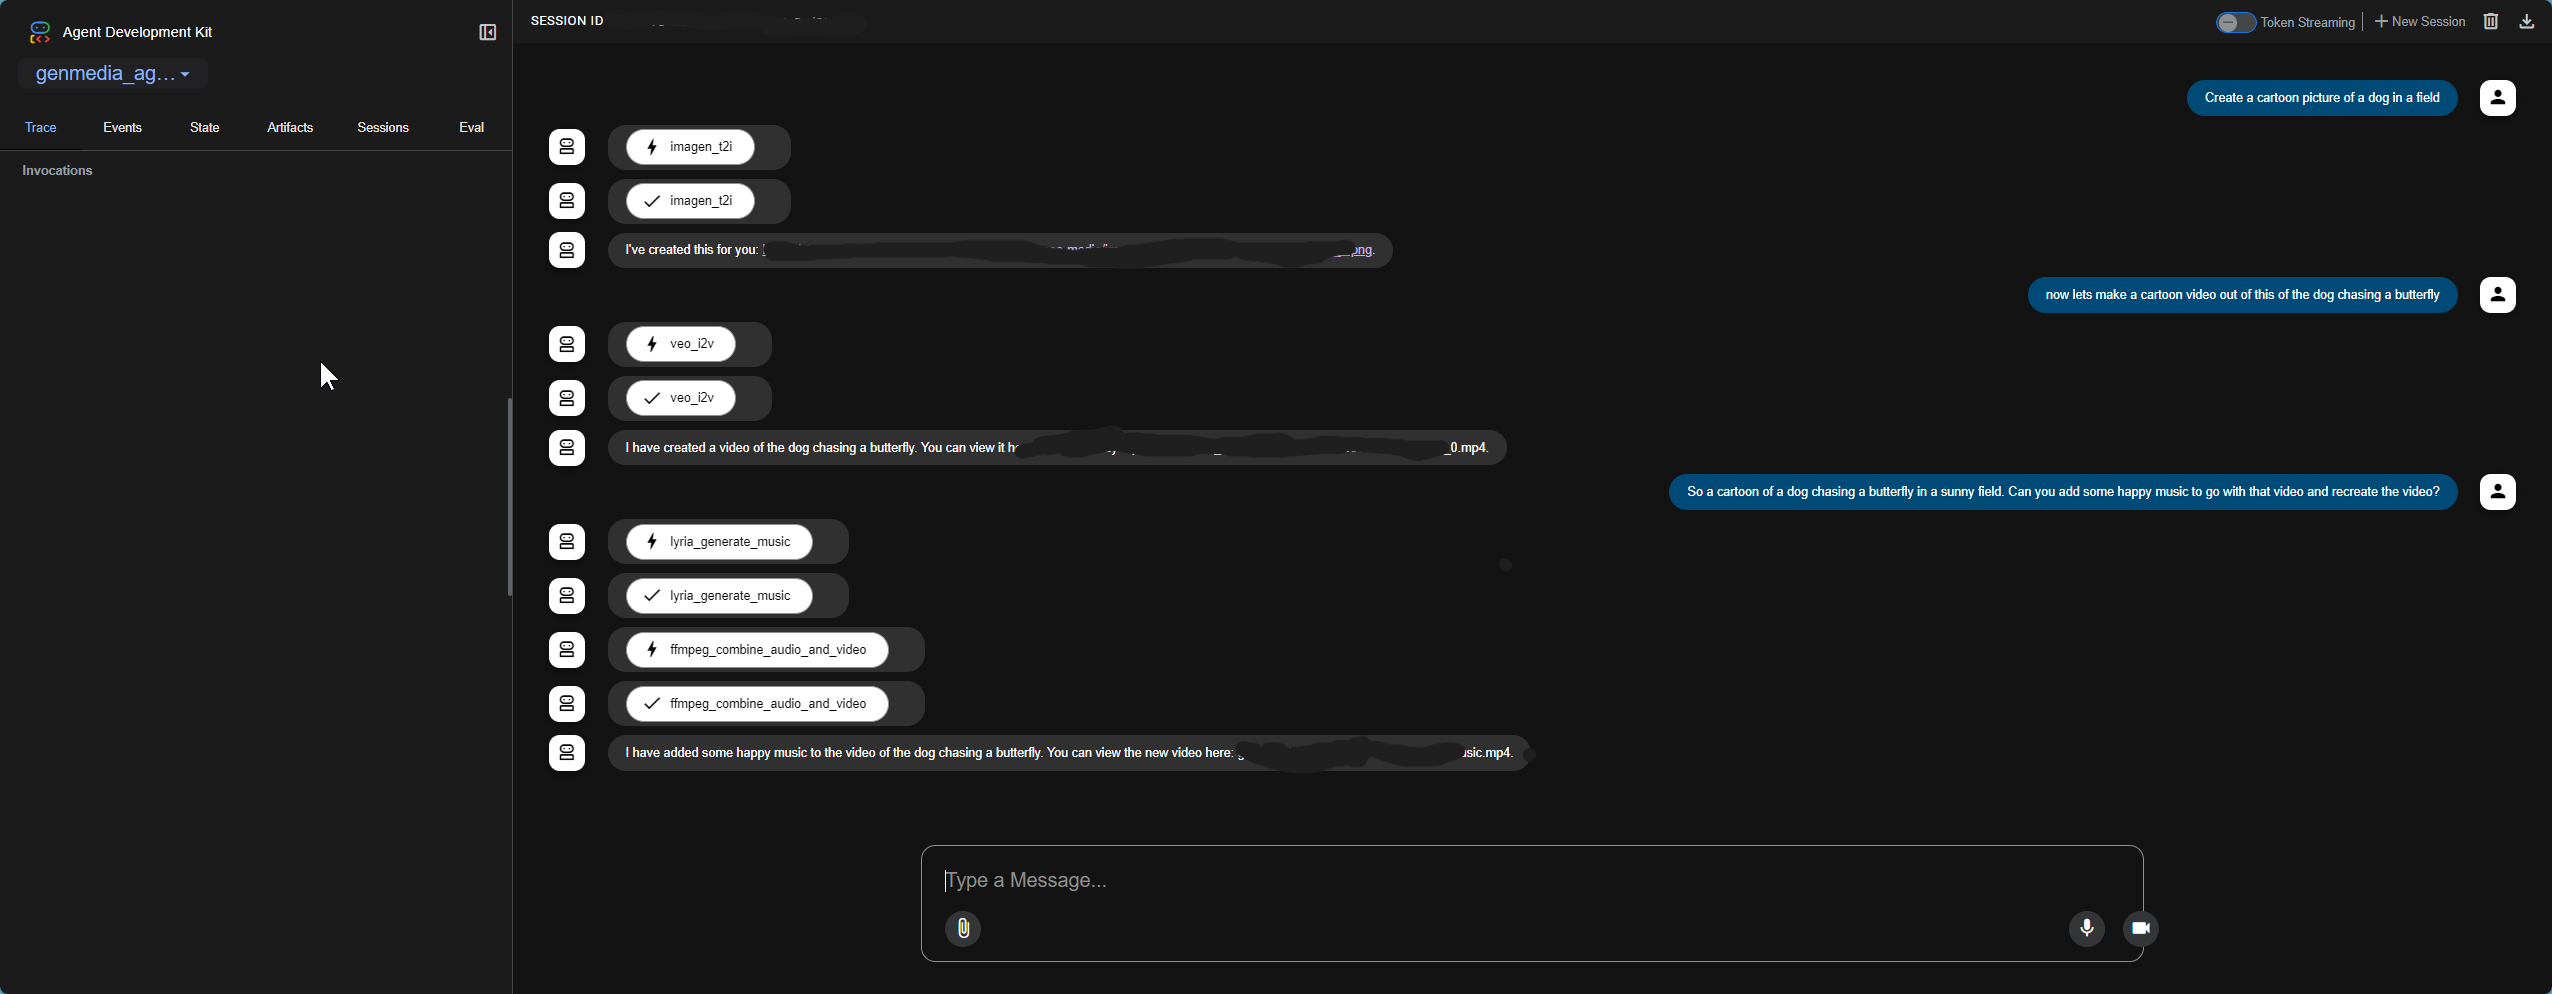 Agent Development Kit
genmedia_ag...
Trace Events State Artifacts Sessions Eval
Invocations
SESSION ID
Token Streaming New Session
Create a cartoon picture of a dog in a field
imagen_t2i
imagen_t2i
I've created this for you: png.
now lets make a cartoon video out of this of the dog chasing a butterfly
veo_i2v
veo_i2v
I have created a video of the dog chasing a butterfly. You can view it _0.mp4.
So a cartoon of a dog chasing a butterfly in a sunny field. Can you add some happy music to go with that video and recreate the video?
lyria_generate_music
lyria_generate_music
ffmpeg_combine_audio_and_video
ffmpeg_combine_audio_and_video
I have added some happy music to the video of the dog chasing a butterfly. You can view the new video here: sic.mp4.
Type a Message...